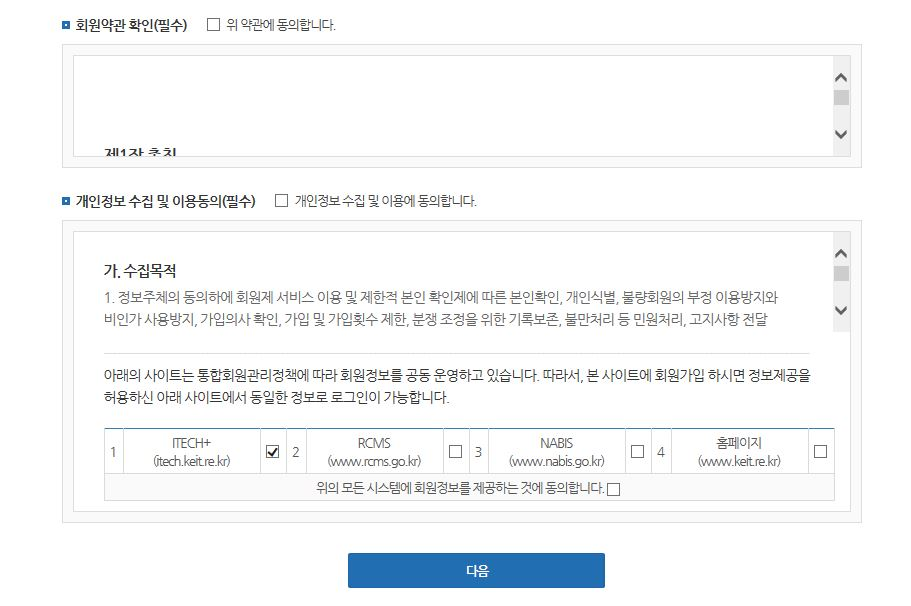 회원약관 확인(필수) 위 약관에 동의합니다.
제1장 총칙
개인정보 수집 및 이용동의(필수) 개인정보 수집 및 이용에 동의합니다.
가. 수집목적
1. 정보주체의 동의하에 회원제 서비스 이용 및 제한적 본인 확인제에 따른 본인확인, 개인식별, 불량회원의 부정 이용방지와
비인가 사용방지, 가입의사 확인, 가입 및 가입횟수 제한, 분쟁 조정을 위한 기록보존, 불만처리 등 민원처리, 고지사항 전달
아래의 사이트는 통합회원관리정책에 따라 회원정보를 공동 운영하고 있습니다. 따라서, 본 사이트에 회원가입 하시면 정보제공을
허용하신 아래 사이트에서 동일한 정보로 로그인이 가능합니다.
1 ITECH+ 2 RCMS 3 NABIS 4 홈페이지
(itech.keit.re.kr) (www.rcms.go.kr) (www.nabis.go.kr) (www.keit.re.kr)
위의 모든 시스템에 회원정보를 제공하는 것에 동의합니다.
다음